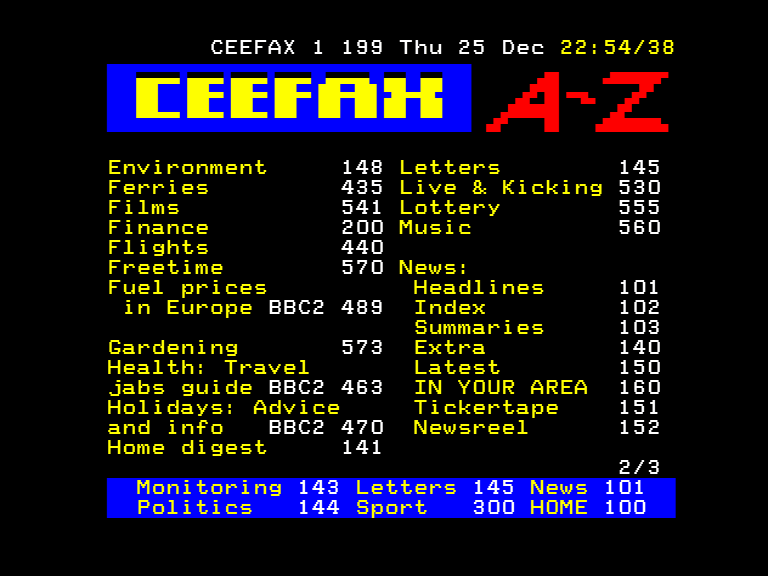 CEEFAX 1 199 Thu 25 Dec 22:54/38
CEEFAX A-Z
Environment 148 Letters 145
Ferries 435 Live & Kicking 530
Films 541 Lottery 555
Finance 200 Music 560
Flights 440
Freetime 570 News:
Fuel prices Headlines 101
in Europe BBC2 489 Index 102
Summaries 103
Gardening 573 Extra 140
Health: Travel Latest 150
jabs guide BBC2 463 IN YOUR AREA 160
Holidays: Advice Tickertape 151
and info BBC2 470 Newsreel 152
Home digest 141
2/3
Monitoring 143 Letters 145 News 101
Politics 144 Sport 300 HOME 100